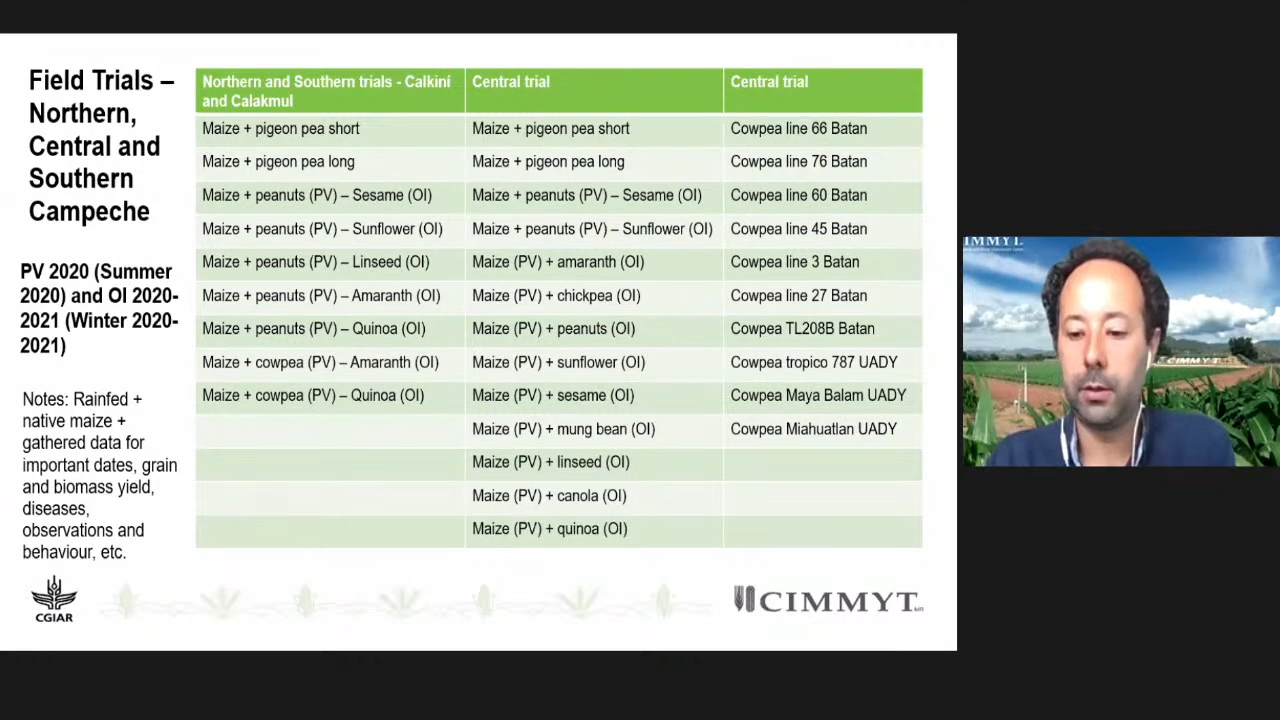 Field Trials –
Northern,
Central and
Southern
Campeche
PV 2020 (Summer
2020) and OI 2020-
2021 (Winter 2020-
2021)
Notes: Rainfed +
native maize +
gathered data for
important dates, grain
and biomass yield,
diseases,
observations and
behaviour, etc.
Northern and Southern trials - Calkiní
and Calakmul
Central trial
Central trial
Maize + pigeon pea short
Maize + pigeon pea short
Cowpea line 66 Batan
Maize + pigeon pea long
Maize + pigeon pea long
Cowpea line 76 Batan
Maize + peanuts (PV) – Sesame (OI)
Maize + peanuts (PV) – Sesame (OI)
Cowpea line 60 Batan
Maize + peanuts (PV) – Sunflower (OI)
Maize + peanuts (PV) – Sunflower (OI)
Cowpea line 45 Batan
Maize + peanuts (PV) – Linseed (OI)
Maize (PV) + amaranth (OI)
Cowpea line 3 Batan
Maize + peanuts (PV) – Amaranth (OI)
Maize (PV) + chickpea (OI)
Cowpea line 27 Batan
Maize + peanuts (PV) – Quinoa (OI)
Maize (PV) + peanuts (OI)
Cowpea TL208B Batan
Maize + cowpea (PV) – Amaranth (OI)
Maize (PV) + sunflower (OI)
Cowpea tropico 787 UADY
Maize + cowpea (PV) – Quinoa (OI)
Maize (PV) + sesame (OI)
Cowpea Maya Balam UADY
Maize (PV) + mung bean (OI)
Cowpea Miahuatlan UADY
Maize (PV) + linseed (OI)
Maize (PV) + canola (OI)
Maize (PV) + quinoa (OI)
CGIAR
CIMMYT
CIMMYT